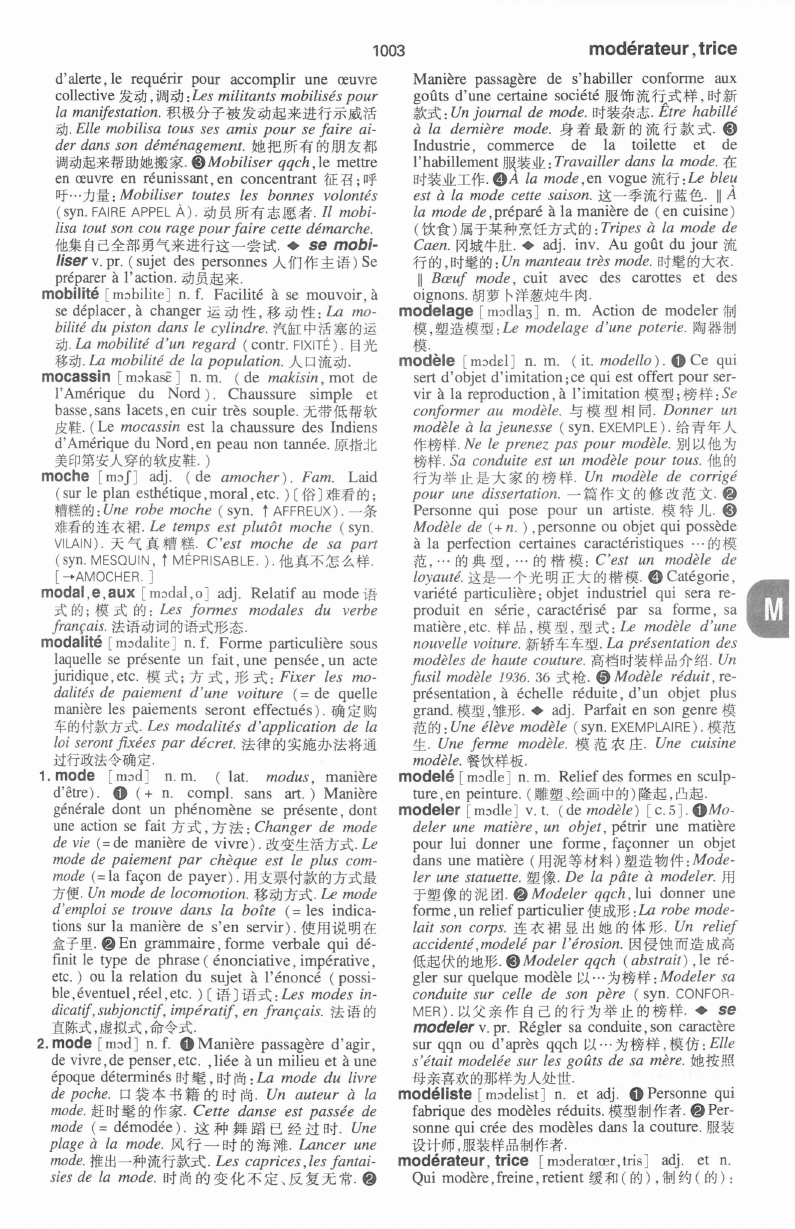 1003
modérateur, trice
d'alerte, le requérir pour accomplir une œuvre
collective 发动,调动:Les militants mobilisés pour
la manifestation. 积极分子被发动起来进行示威活
动. Elle mobilisa tous ses amis pour se faire ai-
der dans son déménagement. 她把所有的朋友都
调动起来帮助她搬家. ❸Mobiliser qqch, le mettre
en œuvre en réunissant, en concentrant 征召;呼
吁…力量: Mobiliser toutes les bonnes volontés
(syn. FAIRE APPEL À). 动员所有志愿者. Il mobi-
lisa tout son cou rage pour faire cette démarche.
他集自己全部勇气来进行这一尝试. ◆ se mobi-
liser v. pr. (sujet des personnes 人们作主语) Se
préparer à l'action. 动员起来.
mobilité [mɔbilite] n. f. Facilité à se mouvoir, à
se déplacer, à changer 运动性, 移动性: La mo-
bilité du piston dans le cylindre. 汽缸中活塞的运
动. La mobilité d'un regard (contr. FIXITÉ). 目光
移动. La mobilité de la population. 人口流动.
mocassin [mɔkasɛ̃] n. m. (de makisin, mot de
l'Amérique du Nord). Chaussure simple et
basse, sans lacets, en cuir très souple. 无带低帮软
皮鞋. (Le mocassin est la chaussure des Indiens
d'Amérique du Nord, en peau non tannée. 原指北
美印第安人穿的软皮鞋.)
moche [mɔʃ] adj. (de amocher). Fam. Laid
(sur le plan esthétique, moral, etc.) [俗]难看的;
糟糕的: Une robe moche (syn. ↑ AFFREUX). 一条
难看的连衣裙. Le temps est plutôt moche (syn.
VILAIN). 天气真糟糕. C'est moche de sa part
(syn. MESQUIN, ↑ MÉPRISABLE.). 他真不怎么样.
[→AMOCHER.]
modal, e, aux [mɔdal, o] adj. Relatif au mode 语
式的; 模式的: Les formes modales du verbe
français. 法语动词的语式形态.
modalité [mɔdalite] n. f. Forme particulière sous
laquelle se présente un fait, une pensée, un acte
juridique, etc. 模式; 方式, 形式: Fixer les mo-
dalités de paiement d'une voiture (= de quelle
manière les paiements seront effectués). 确定购
车的付款方式. Les modalités d'application de la
loi seront fixées par décret. 法律的实施办法将通
过行政法令确定.
1. mode [mɔd] n. m. (lat. modus, manière
d'être). ❶ (+ n. compl. sans art.) Manière
générale dont un phénomène se présente, dont
une action se fait 方式,方法: Changer de mode
de vie (= de manière de vivre). 改变生活方式. Le
mode de paiement par chèque est le plus com-
mode (= la façon de payer). 用支票付款的方式最
方便. Un mode de locomotion. 移动方式. Le mode
d'emploi se trouve dans la boîte (= les indica-
tions sur la manière de s'en servir). 使用说明在
盒子里. ❷ En grammaire, forme verbale qui dé-
finit le type de phrase (énonciative, impérative,
etc.) ou la relation du sujet à l'énoncé (possi-
ble, éventuel, réel, etc.) [语]语式: Les modes in-
dicatif, subjonctif, impératif, en français. 法语的
直陈式,虚拟式,命令式.
2. mode [mɔd] n. f. ❶ Manière passagère d'agir,
de vivre, de penser, etc., liée à un milieu et à une
époque déterminés 时髦,时尚: La mode du livre
de poche. 口袋本书籍的时尚. Un auteur à la
mode. 赶时髦的作家. Cette danse est passée de
mode (= démodée). 这种舞蹈已经过时. Une
plage à la mode. 风行一时的海滩. Lancer une
mode. 推出一种流行款式. Les caprices, les fantai-
sies de la mode. 时尚的变化不定、反复无常. ❷
Manière passagère de s'habiller conforme aux
goûts d'une certaine société 服饰流行式样,时新
款式: Un journal de mode. 时装杂志. Être habillé
à la dernière mode. 身着最新的流行款式. ❸
Industrie, commerce de la toilette et de
l'habillement 服装业: Travailler dans la mode. 在
时装业工作. ❹À la mode, en vogue 流行: Le bleu
est à la mode cette saison. 这一季流行蓝色. ‖ À
la mode de, préparé à la manière de (en cuisine)
(饮食)属于某种烹饪方式的: Tripes à la mode de
Caen. 冈城牛肚. ◆ adj. inv. Au goût du jour 流
行的,时髦的: Un manteau très mode. 时髦的大衣.
‖ Bœuf mode, cuit avec des carottes et des
oignons. 胡萝卜洋葱炖牛肉.
modelage [mɔdlaʒ] n. m. Action de modeler 制
模,塑造模型: Le modelage d'une poterie. 陶器制
模.
modèle [mɔdɛl] n. m. (it. modello). ❶ Ce qui
sert d'objet d'imitation; ce qui est offert pour ser-
vir à la reproduction, à l'imitation 模型;榜样: Se
conformer au modèle. 与模型相同. Donner un
modèle à la jeunesse (syn. EXEMPLE). 给青年人
作榜样. Ne le prenez pas pour modèle. 别以他为
榜样. Sa conduite est un modèle pour tous. 他的
行为举止是大家的榜样. Un modèle de corrigé
pour une dissertation. 一篇作文的修改范文. ❷
Personne qui pose pour un artiste. 模特儿. ❸
Modèle de (+ n.), personne ou objet qui possède
à la perfection certaines caractéristiques …的模
范, …的典型, …的楷模: C'est un modèle de
loyauté. 这是一个光明正大的楷模. ❹ Catégorie,
variété particulière; objet industriel qui sera re-
produit en série, caractérisé par sa forme, sa
matière, etc. 样品, 模型, 型式: Le modèle d'une
nouvelle voiture. 新轿车车型. La présentation des
modèles de haute couture. 高档时装样品介绍. Un
fusil modèle 1936. 36 式枪. ❺ Modèle réduit, re-
présentation, à échelle réduite, d'un objet plus
grand. 模型,雏形. ◆ adj. Parfait en son genre 模
范的: Une élève modèle (syn. EXEMPLAIRE). 模范
生. Une ferme modèle. 模范农庄. Une cuisine
modèle. 餐饮样板.
modelé [mɔdle] n. m. Relief des formes en sculp-
ture, en peinture. (雕塑、绘画中的)隆起,凸起.
modeler [mɔdle] v. t. (de modèle) [c. 5]. ❶Mo-
deler une matière, un objet, pétrir une matière
pour lui donner une forme, façonner un objet
dans une matière (用泥等材料)塑造物件: Mode-
ler une statuette. 塑像. De la pâte à modeler. 用
于塑像的泥团. ❷ Modeler qqch, lui donner une
forme, un relief particulier 使成形: La robe mode-
lait son corps. 连衣裙显出她的体形. Un relief
accidenté, modelé par l'érosion. 因侵蚀而造成高
低起伏的地形. ❸ Modeler qqch (abstrait), le ré-
gler sur quelque modèle 以…为榜样: Modeler sa
conduite sur celle de son père (syn. CONFOR-
MER). 以父亲作自己的行为举止的榜样. ◆ se
modeler v. pr. Régler sa conduite, son caractère
sur qqn ou d'après qqch 以…为榜样,模仿: Elle
s'était modelée sur les goûts de sa mère. 她按照
母亲喜欢的那样为人处世.
M
modéliste [mɔdelist] n. et adj. ❶ Personne qui
fabrique des modèles réduits. 模型制作者. ❷ Per-
sonne qui crée des modèles dans la couture. 服装
设计师,服装样品制作者.
modérateur, trice [mɔderatœr, tris] adj. et n.
Qui modère, freine, retient 缓和(的),制约(的):